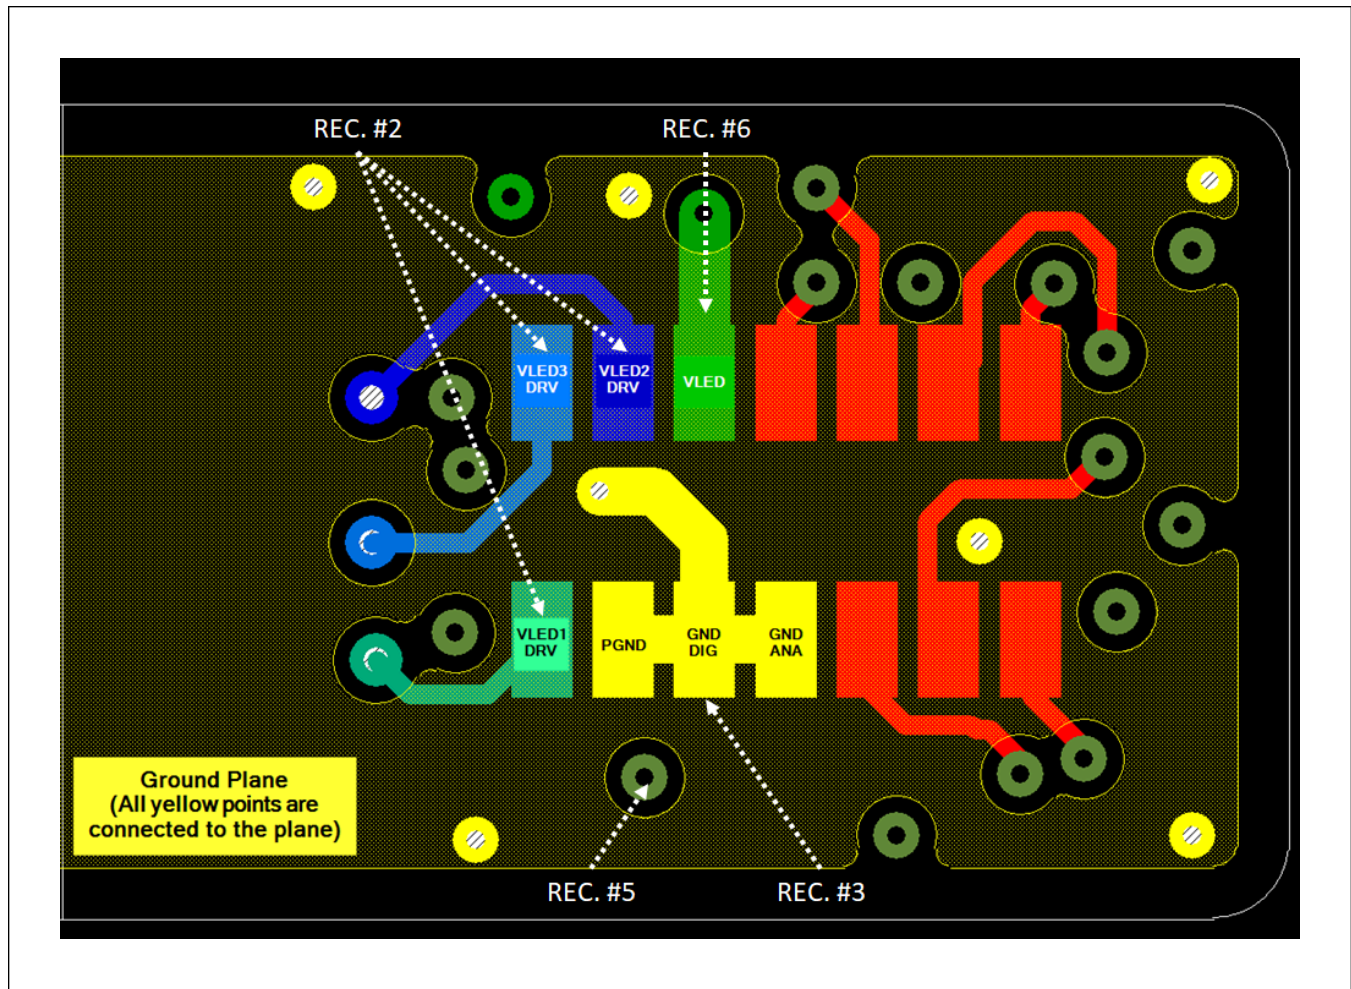 REC. #2
REC. #6
VLED3
DRV
VLED2
DRV
VLED
VLED1
DRV
PGND
GND
DIG
GND
ANA
Ground Plane
(All yellow points are
connected to the plane)
REC. #5
REC. #3